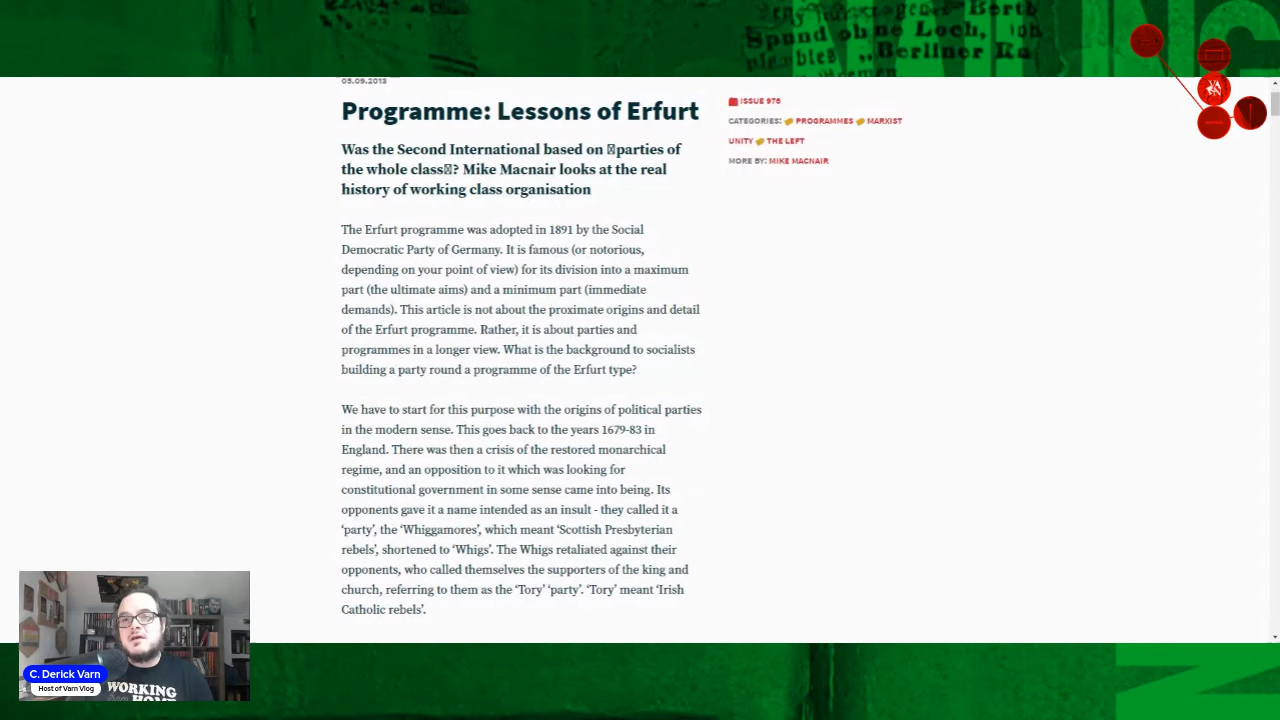 gener Berth
Spund ohne Loch,
ples bles „Berliner
05.09.2013
Programme: Lessons of Erfurt
Was the Second International based on parties of
the whole class? Mike Macnair looks at the real
history of working class organisation
ISSUE 976
CATEGORIES: PROGRAMMES MARXIST
UNITY THE LEFT
MORE BY: MIKE MACNAIR
The Erfurt programme was adopted in 1891 by the Social
Democratic Party of Germany. It is famous (or notorious,
depending on your point of view) for its division into a maximum
part (the ultimate aims) and a minimum part (immediate
demands). This article is not about the proximate origins and detail
of the Erfurt programme. Rather, it is about parties and
programmes in a longer view. What is the background to socialists
building a party round a programme of the Erfurt type?
We have to start for this purpose with the origins of political parties
in the modern sense. This goes back to the years 1679-83 in
England. There was then a crisis of the restored monarchical
regime, and an opposition to it which was looking for
constitutional government in some sense came into being. Its
opponents gave it a name intended as an insult - they called it a
‘party’, the ‘Whiggamores’, which meant ‘Scottish Presbyterian
rebels’, shortened to ‘Whigs’. The Whigs retaliated against their
opponents, who called themselves the supporters of the king and
church, referring to them as the ‘Tory’ ‘party’. ‘Tory’ meant ‘Irish
Catholic rebels’.
C. Derick Varn
Host of Varn Vlog
WORKING